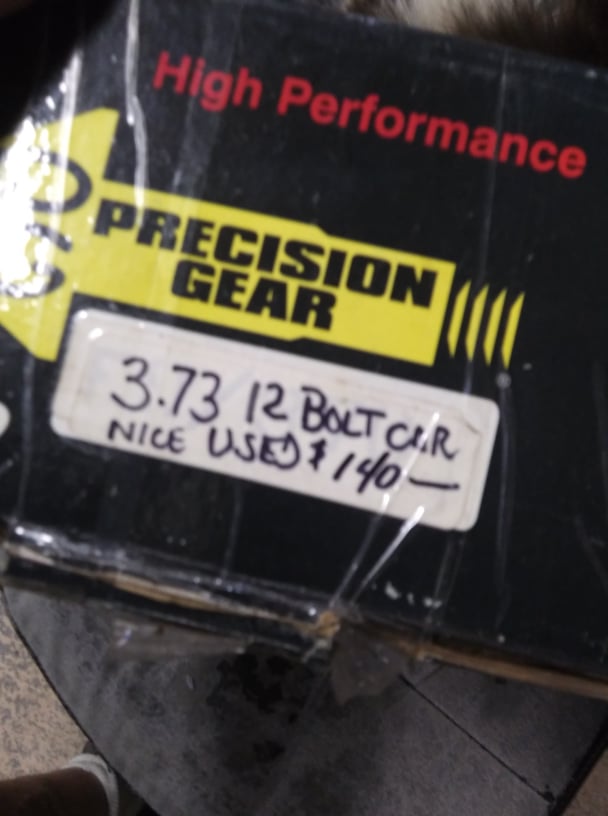 High Performance
PRECISION
GEAR
3.73 12 BOLT CAR
NICE USED $140—